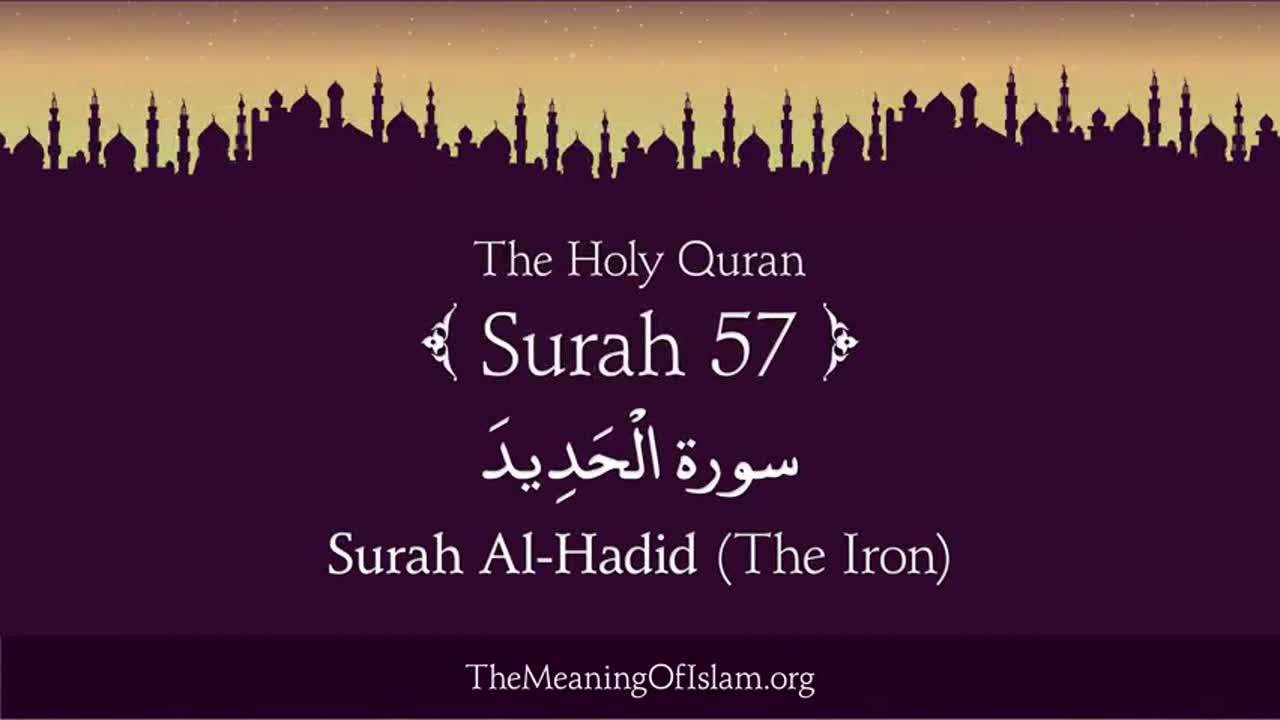 The Holy Quran
Surah 57
سورة الْحَدِيدَ
Surah Al-Hadid (The Iron)
TheMeaningOfIslam.org